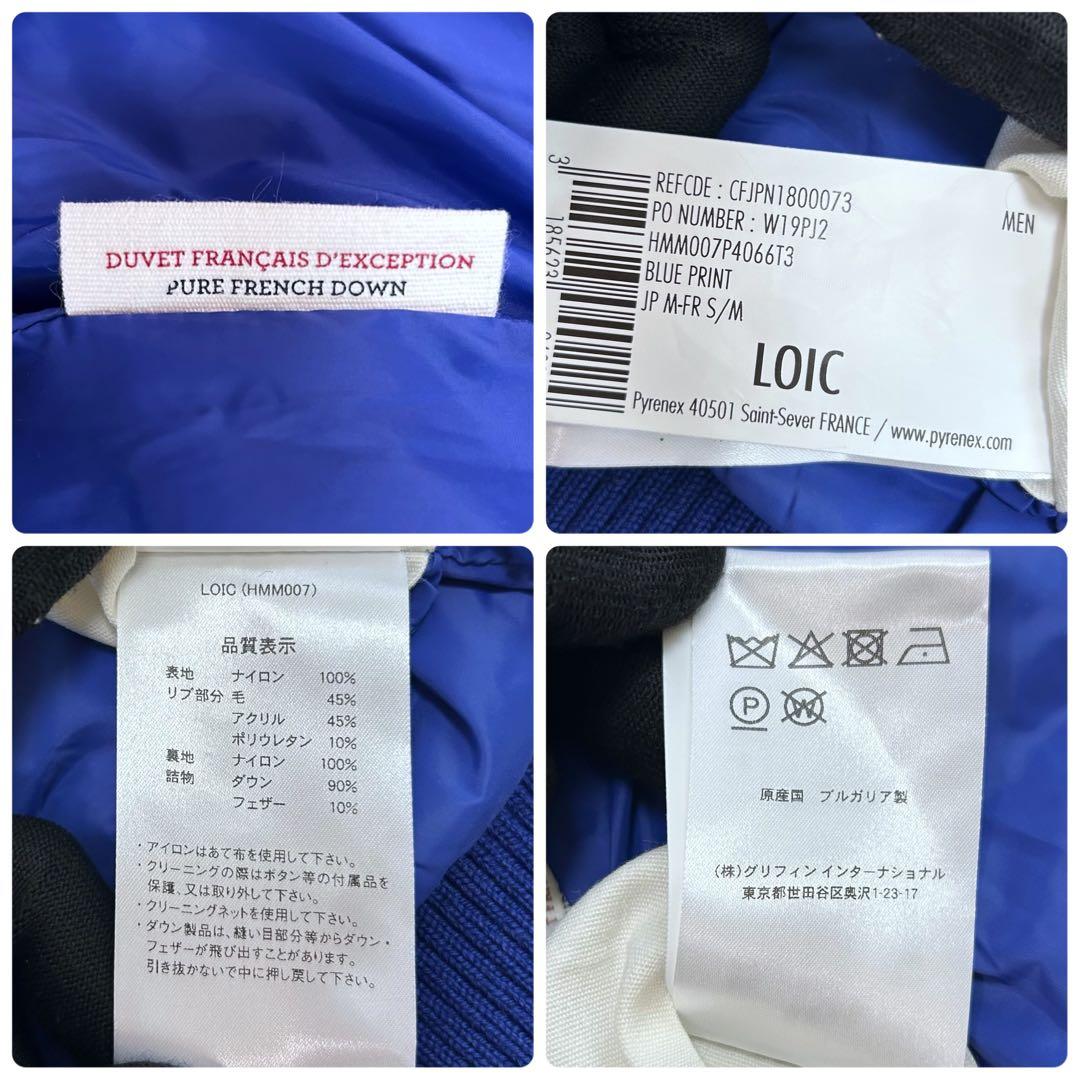 DUVET FRANÇAIS D'EXCEPTION
PURE FRENCH DOWN
REFCDE : CFJPN1800073
MEN
PO NUMBER : W19PJ2
HMM007P4066T3
BLUE PRINT
JP M-FR S/M
LOIC
Pyrenex 40501 Saint-Sever FRANCE / www.pyrenex.com
3 185623
LOIC (HMM007)
品質表示
表地 ナイロン 100%
リブ部分 毛 45%
アクリル 45%
ポリウレタン 10%
裏地 ナイロン 100%
詰物 ダウン 90%
フェザー 10%
・アイロンはあて布を使用して下さい。
・クリーニングの際はボタン等の付属品を
保護、又は取り外して下さい。
・クリーニングネットを使用して下さい。
・ダウン製品は、縫い目部分等からダウン・
フェザーが飛び出すことがあります。
引き抜かないで中に押し戻して下さい。
P W
原産国 ブルガリア製
(株)グリフィン インターナショナル
東京都世田谷区奥沢1-23-17